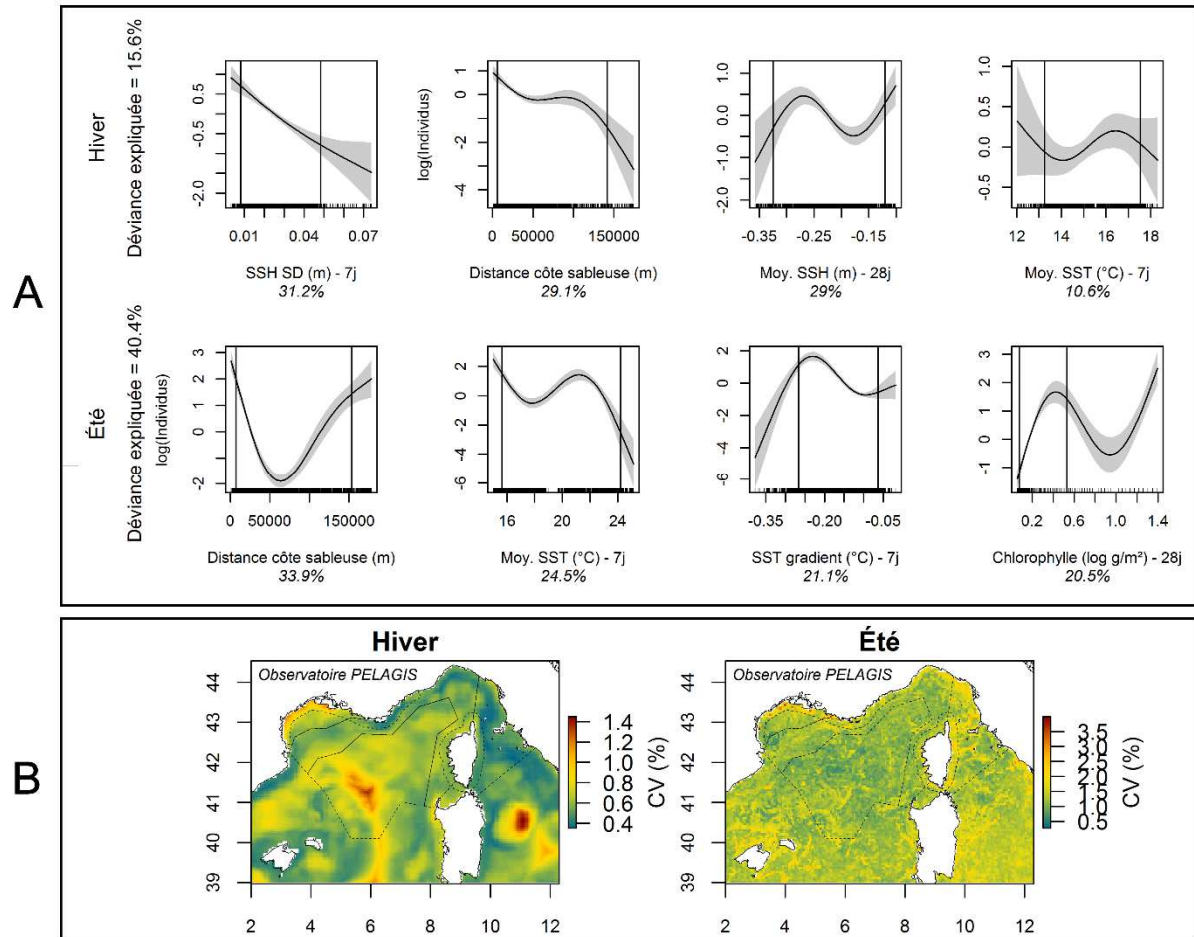 A
Hiver
Déviance expliquée = 15.6%
0.5
-0.5
-2.0
0.01 0.04 0.07
SSH SD (m) - 7j
31.2%
log(Individus)
1
0
-2
-4
0 50000 150000
Distance côte sableuse (m)
29.1%
1.0
0.5
0.0
-1.0
-2.0
-0.35 -0.25 -0.15
Moy. SSH (m) - 28j
29%
1.0
0.5
0.0
-0.5
12 14 16 18
Moy. SST (°C) - 7j
10.6%
Été
Déviance expliquée = 40.4%
log(Individus)
3
2
0
-2
0 50000 150000
Distance côte sableuse (m)
33.9%
4
2
0
-2
-4
-6
16 18 20 22 24
Moy. SST (°C) - 7j
24.5%
2
0
-2
-4
-6
-0.35 -0.20 -0.05
SST gradient (°C) - 7j
21.1%
3
2
1
0
-1
0.2 0.6 1.0 1.4
Chlorophylle (log g/m²) - 28j
20.5%
B
Hiver
Observatoire PELAGIS
44
43
42
41
40
39
2 4 6 8 10 12
1.4
1.2
1.0
0.8
0.6
0.4
CV (%)
Été
Observatoire PELAGIS
44
43
42
41
40
39
2 4 6 8 10 12
3.5
3.0
2.5
2.0
1.5
1.0
0.5
CV (%)